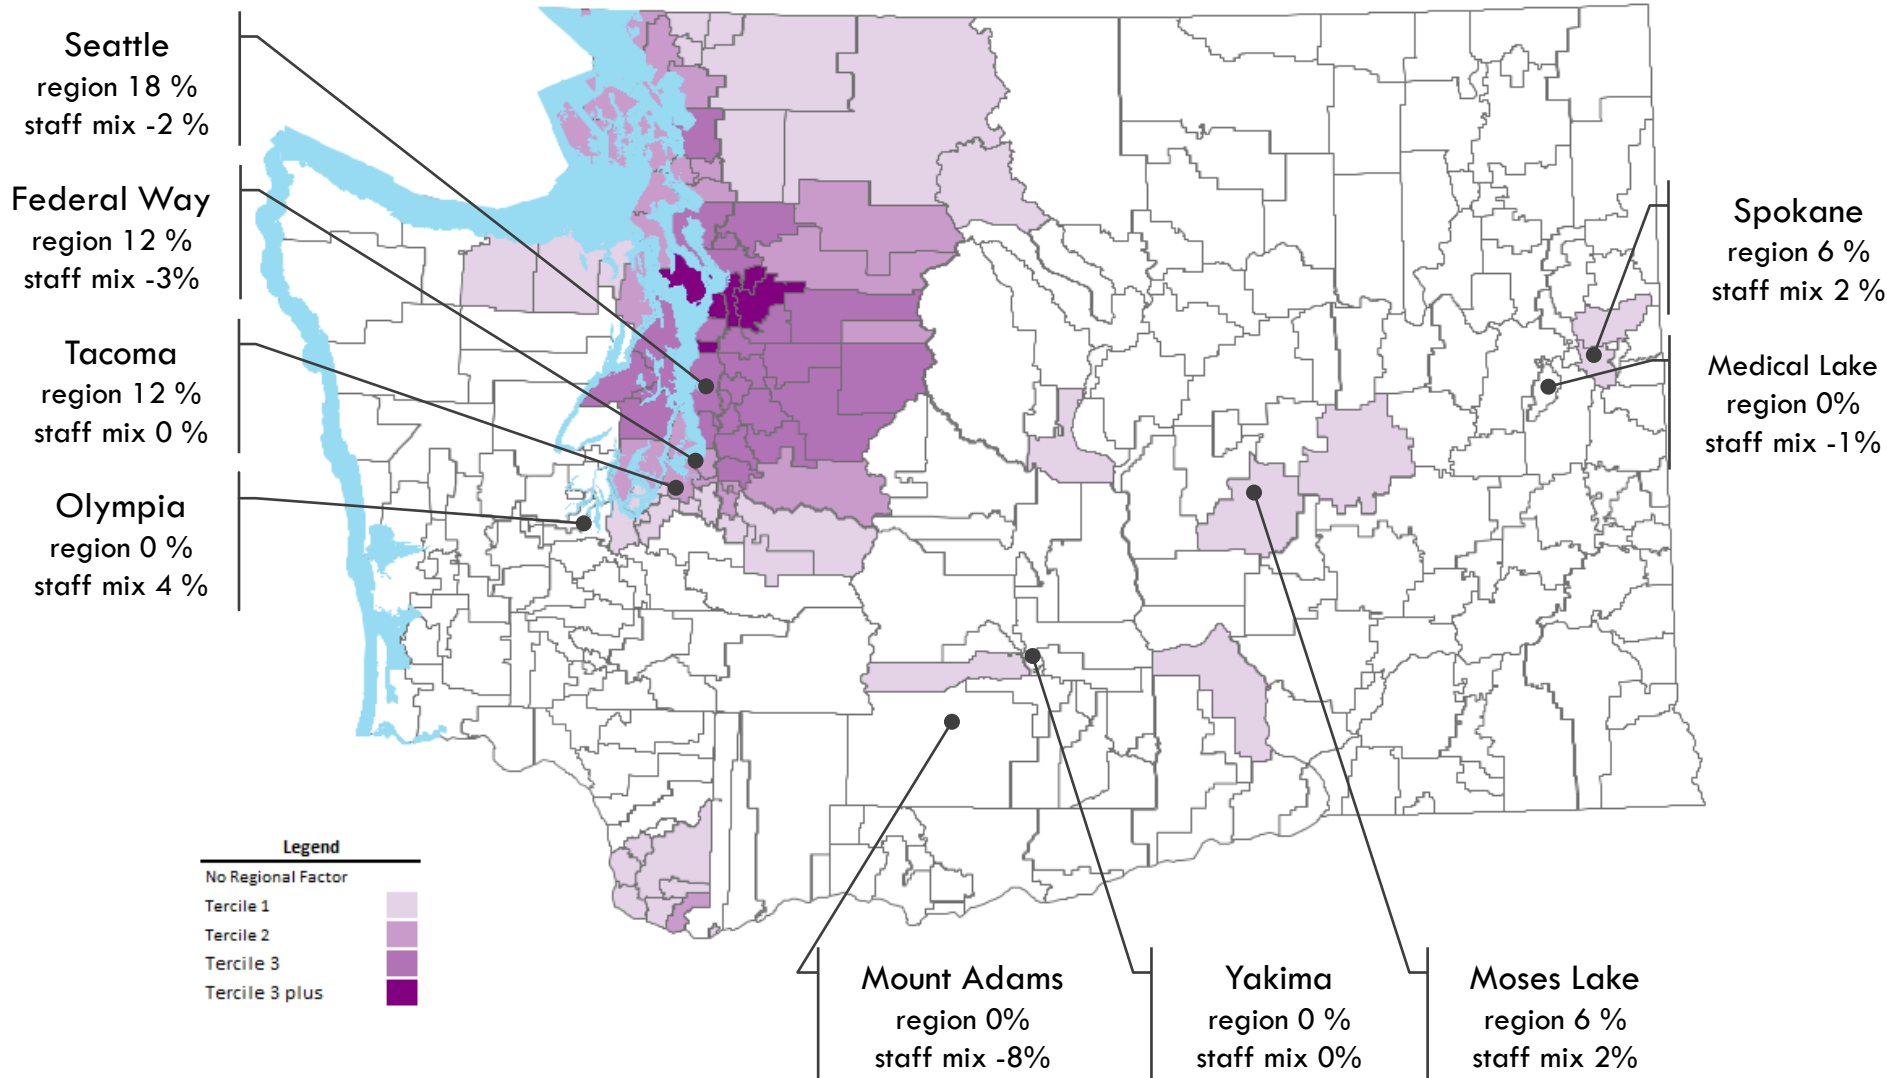 Seattle
region 18 %
staff mix -2 %
Federal Way
region 12 %
staff mix -3%
Tacoma
region 12 %
staff mix 0 %
Olympia
region 0 %
staff mix 4 %
Spokane
region 6 %
staff mix 2 %
Medical Lake
region 0%
staff mix -1%
Legend
No Regional Factor
Tercile 1
Tercile 2
Tercile 3
Tercile 3 plus
Mount Adams
region 0%
staff mix -8%
Yakima
region 0 %
staff mix 0%
Moses Lake
region 6 %
staff mix 2%